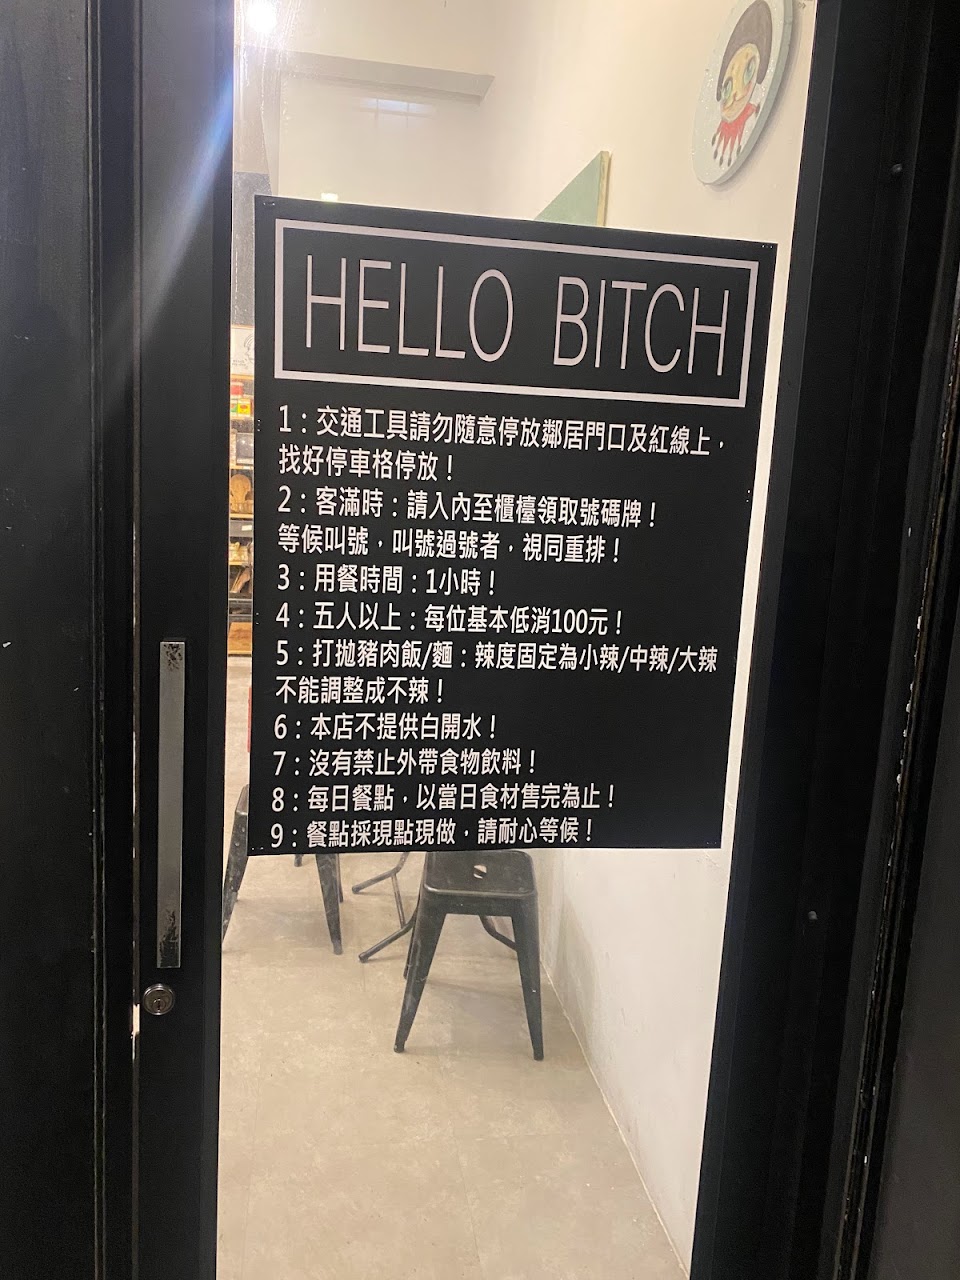 HELLO BITCH
1：交通工具請勿隨意停放鄰居門口及紅線上，
找好停車格停放！
2：客滿時：請入內至櫃檯領取號碼牌！
等候叫號，叫號過號者，視同重排！
3：用餐時間：1小時！
4：五人以上：每位基本低消100元！
5：打拋豬肉飯/麵：辣度固定為小辣/中辣/大辣
不能調整成不辣！
6：本店不提供白開水！
7：沒有禁止外帶食物飲料！
8：每日餐點，以當日食材售完為止！
9：餐點採現點現做，請耐心等候！